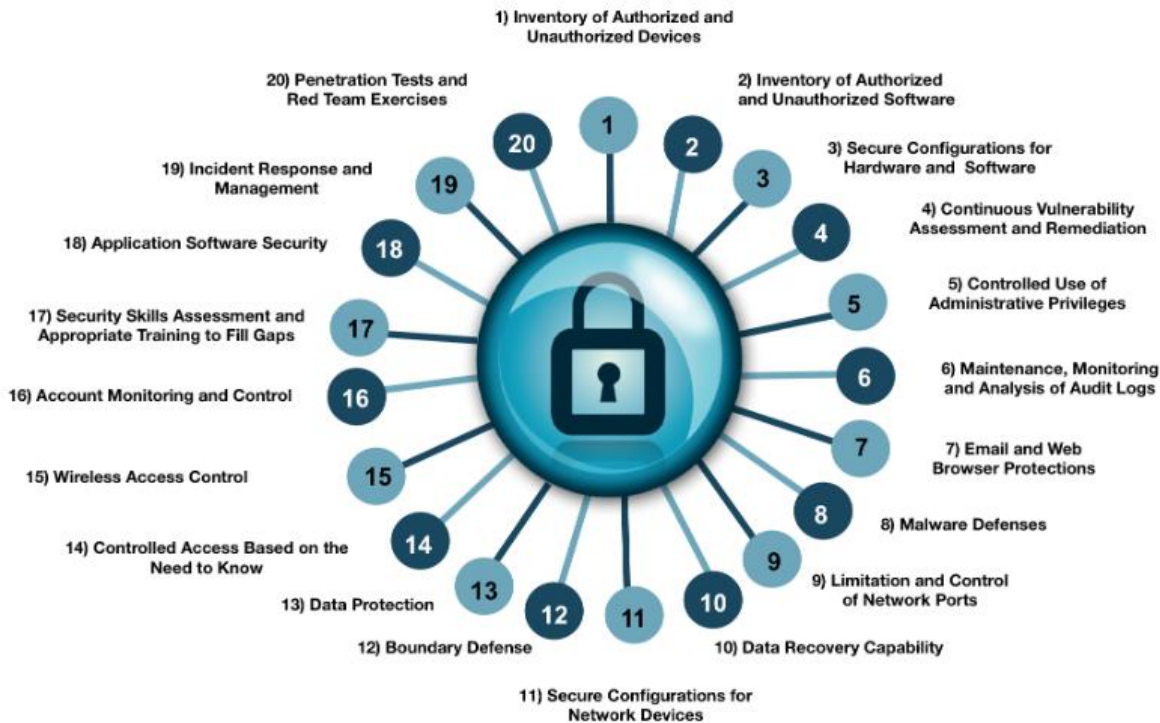 1) Inventory of Authorized and
Unauthorized Devices
2) Inventory of Authorized
and Unauthorized Software
3) Secure Configurations for
Hardware and Software
4) Continuous Vulnerability
Assessment and Remediation
5) Controlled Use of
Administrative Privileges
6) Maintenance, Monitoring
and Analysis of Audit Logs
7) Email and Web
Browser Protections
8) Malware Defenses
9) Limitation and Control
of Network Ports
10) Data Recovery Capability
11) Secure Configurations for
Network Devices
12) Boundary Defense
13) Data Protection
14) Controlled Access Based on the
Need to Know
15) Wireless Access Control
16) Account Monitoring and Control
17) Security Skills Assessment and
Appropriate Training to Fill Gaps
18) Application Software Security
19) Incident Response and
Management
20) Penetration Tests and
Red Team Exercises
1
2
3
4
5
6
7
8
9
10
11
12
13
14
15
16
17
18
19
20